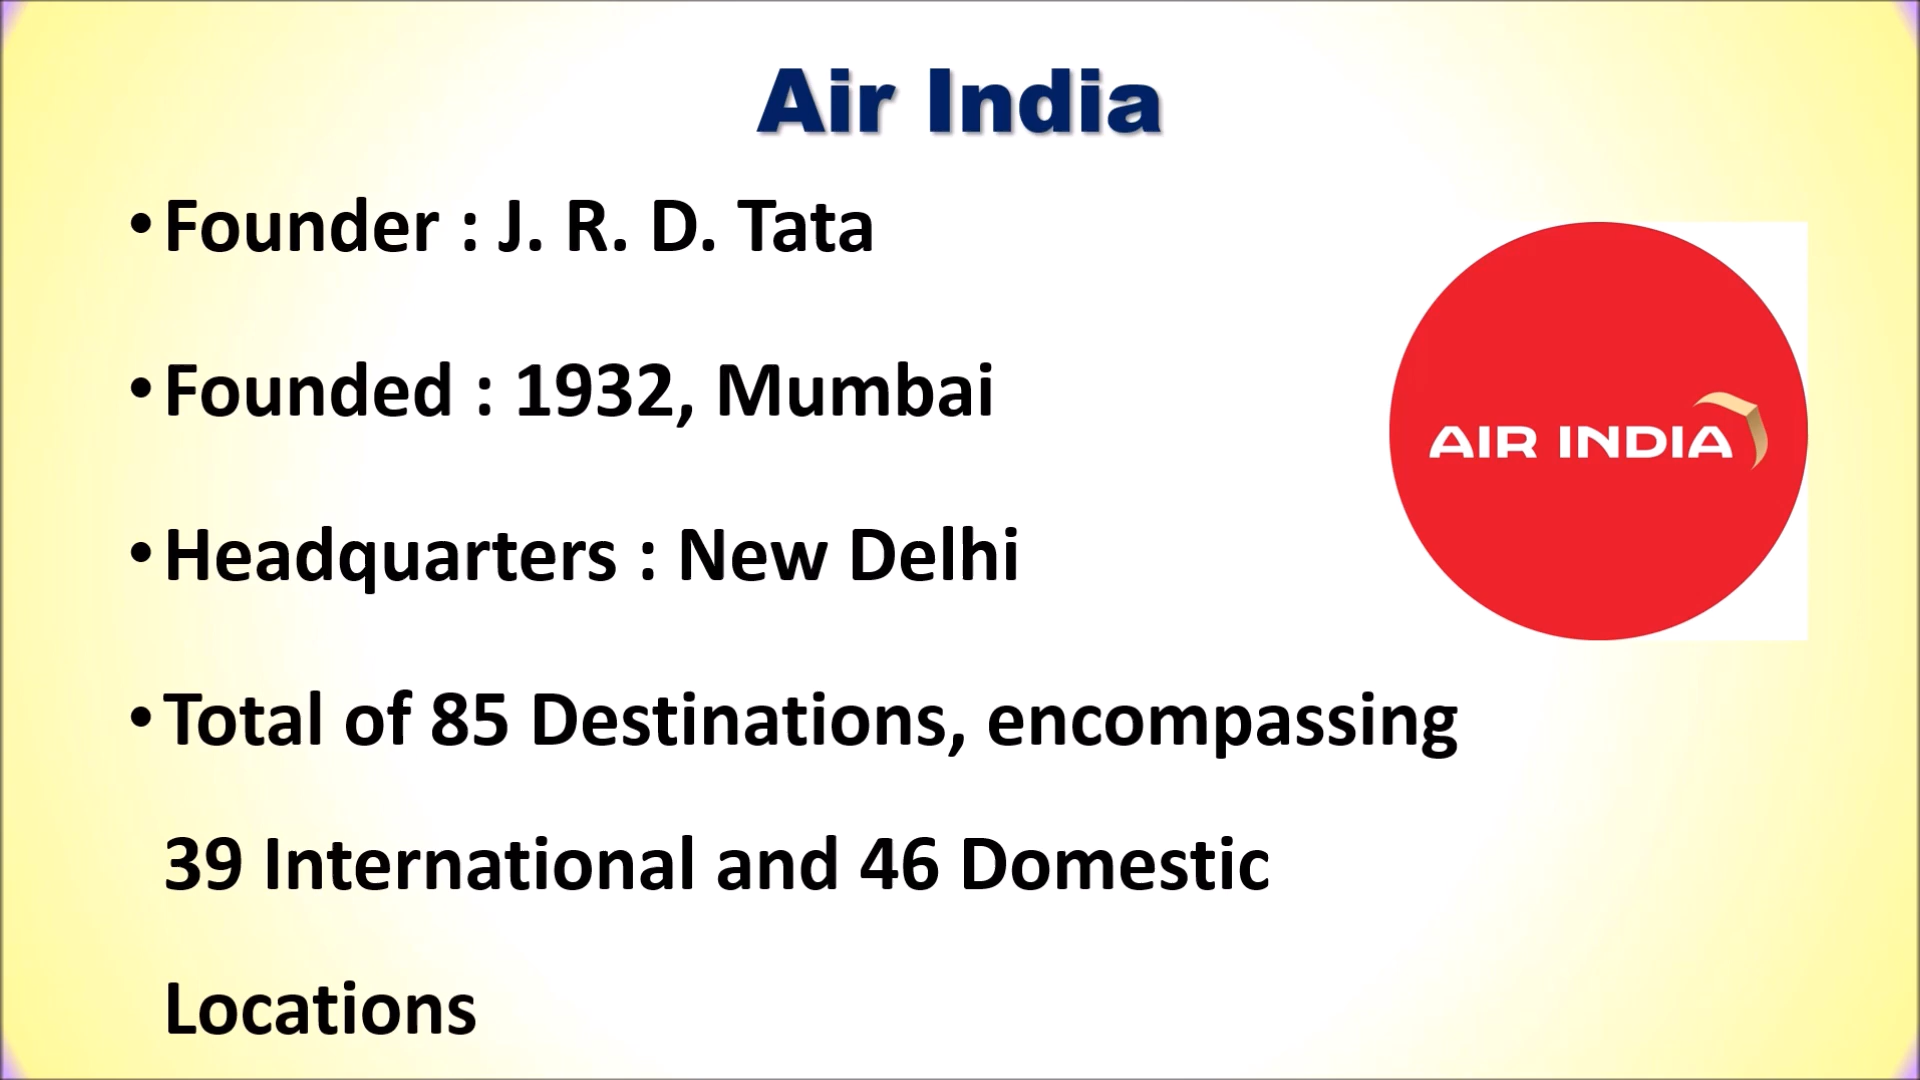 Air India
• Founder : J. R. D. Tata
• Founded : 1932, Mumbai
AIR INDIA
• Headquarters : New Delhi
• Total of 85 Destinations, encompassing
39 International and 46 Domestic
Locations